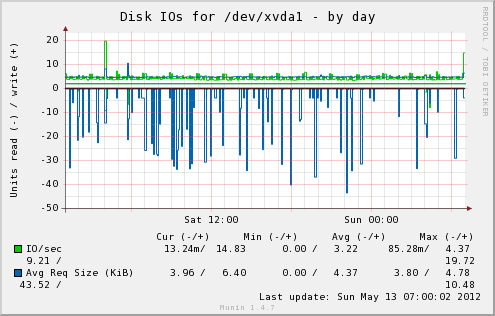 Disk IOs for /dev/xvda1 - by day
RRDTOOL / TOBI OETIKER
Units read (-) / write (+)
20
10
0
-10
-20
-30
-40
-50
Sat 12:00 Sun 00:00
Cur (-/+) Min (-/+) Avg (-/+) Max (-/+)
IO/sec 13.24m/ 14.83 0.00 / 3.22 85.28m/ 4.37
9.21 / 19.72
Avg Req Size (KiB) 3.96 / 6.40 0.00 / 4.37 3.80 / 4.78
43.52 / 10.48
Last update: Sun May 13 07:00:02 2012
Munin 1.4.7